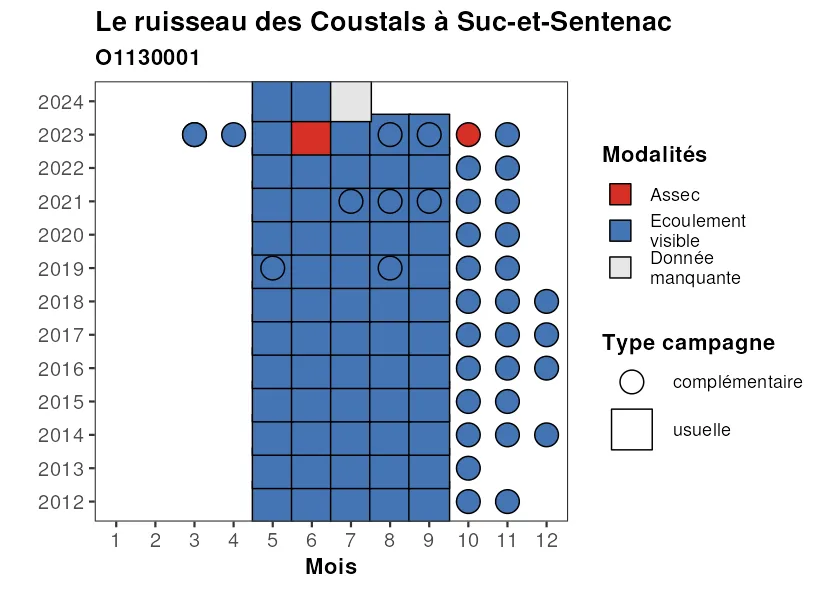 Le ruisseau des Coustals à Suc-et-Sentenac
O1130001
2024
2023
2022
2021
2020
2019
2018
2017
2016
2015
2014
2013
2012
1 2 3 4 5 6 7 8 9 10 11 12
Mois
Modalités
Assec
Ecoulement
visible
Donnée
manquante
Type campagne
complémentaire
usuelle